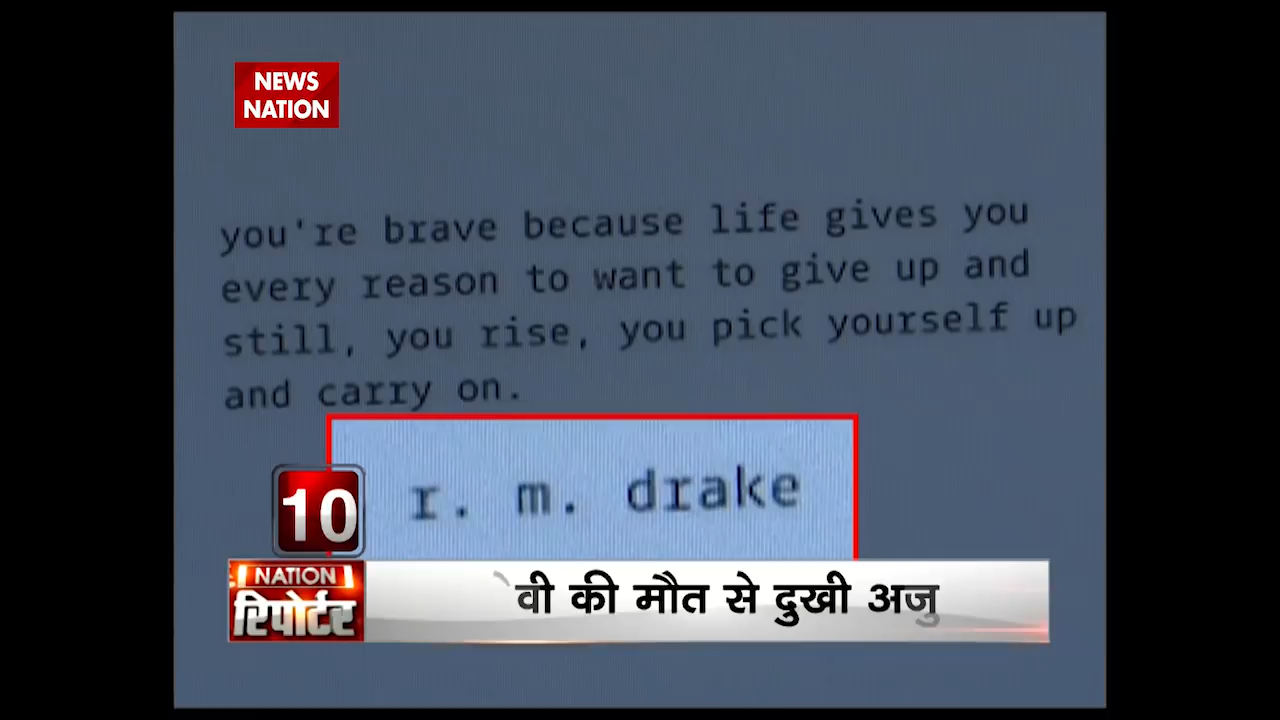 NEWS
NATION
you're brave because life gives you
every reason to want to give up and
still, you rise, you pick yourself up
and carry on.
r. m. drake
10
NATION
रिपोर्टर
की मौत से दुखी